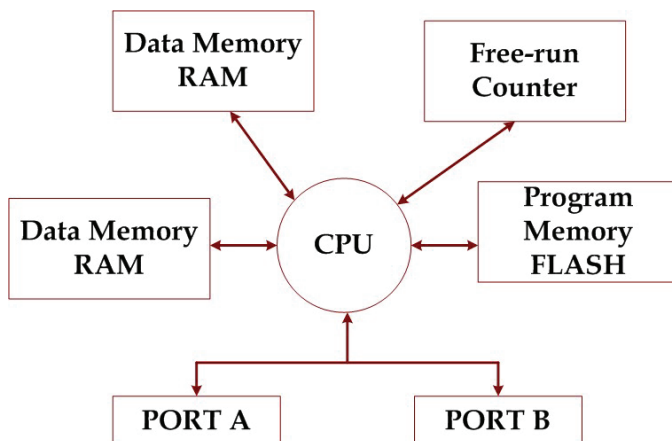 Data Memory
RAM
Free-run
Counter
Data Memory
RAM
CPU
Program
Memory
FLASH
PORT A
PORT B